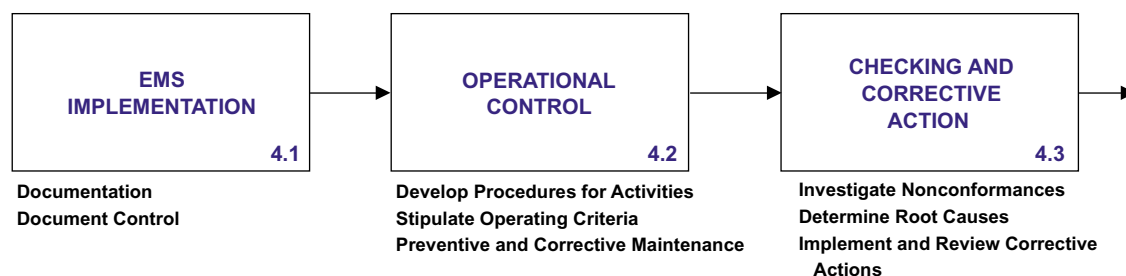 EMS
IMPLEMENTATION
4.1
Documentation
Document Control
OPERATIONAL
CONTROL
4.2
Develop Procedures for Activities
Stipulate Operating Criteria
Preventive and Corrective Maintenance
CHECKING AND
CORRECTIVE
ACTION
4.3
Investigate Nonconformances
Determine Root Causes
Implement and Review Corrective
Actions